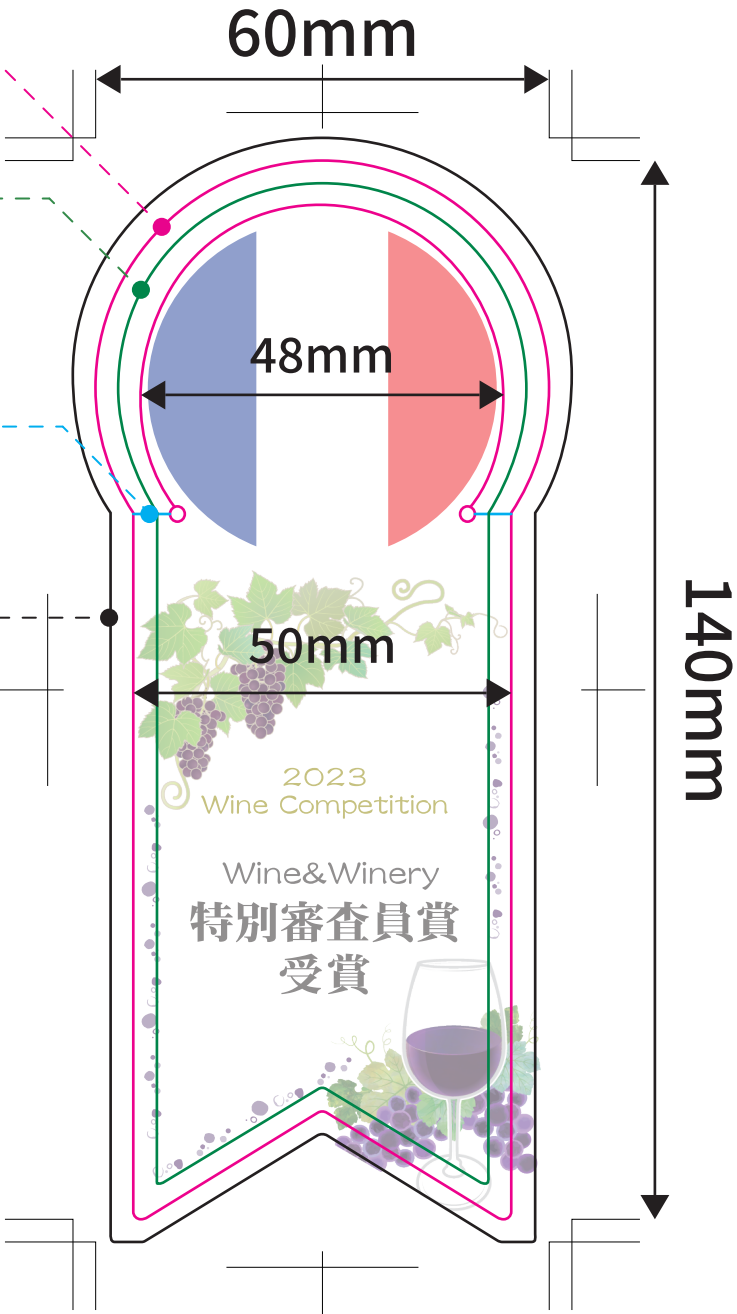 60mm
48mm
140mm
50mm
2023
Wine Competition
Wine&Winery
特別審査員賞
受賞